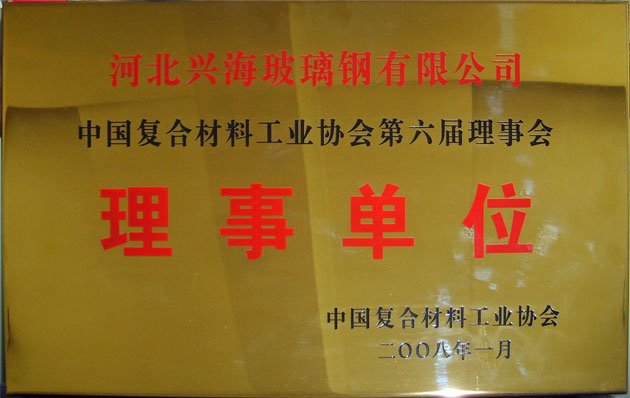 河北兴海玻璃钢有限公司
中国复合材料工业协会第六届理事会
理事单位
中国复合材料工业协会
二〇〇八年一月